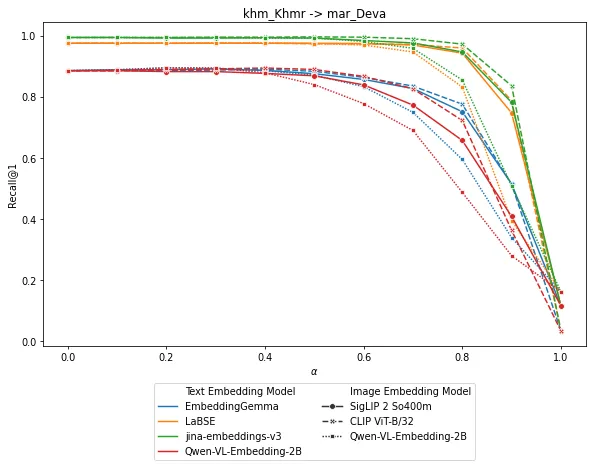 khm_Khmr -> mar_Deva
1.0
0.8
0.6
0.4
0.2
0.0
Recall@1
0.0 0.2 0.4 0.6 0.8 1.0
α
Text Embedding Model
EmbeddingGemma
LaBSE
jina-embeddings-v3
Qwen-VL-Embedding-2B
Image Embedding Model
SigLIP 2 So400m
CLIP ViT-B/32
Qwen-VL-Embedding-2B